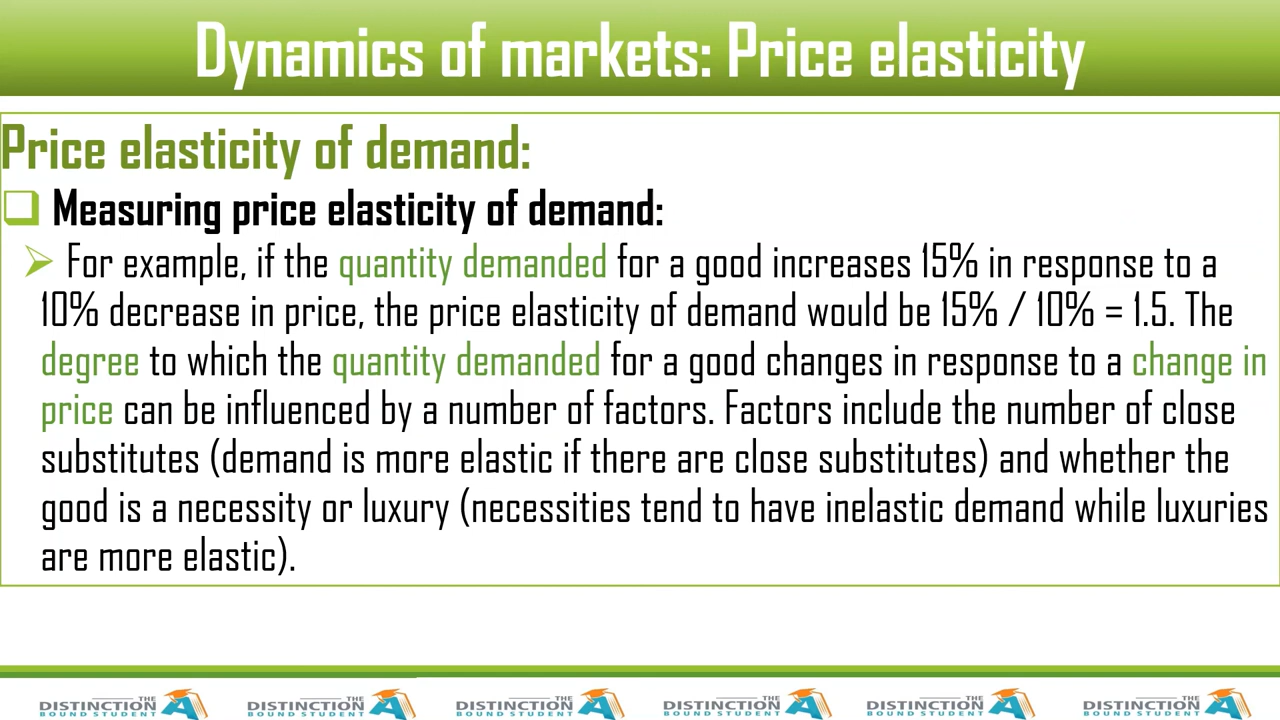 Dynamics of markets: Price elasticity
Price elasticity of demand:
Measuring price elasticity of demand:
For example, if the quantity demanded for a good increases 15% in response to a
10% decrease in price, the price elasticity of demand would be 15% / 10% = 1.5. The
degree to which the quantity demanded for a good changes in response to a change in
price can be influenced by a number of factors. Factors include the number of close
substitutes (demand is more elastic if there are close substitutes) and whether the
good is a necessity or luxury (necessities tend to have inelastic demand while luxuries
are more elastic).
THE DISTINCTION BOUND STUDENT A THE DISTINCTION BOUND STUDENT A THE DISTINCTION BOUND STUDENT A THE DISTINCTION BOUND STUDENT A THE DISTINCTION BOUND STUDENT A THE DISTINCTION BOUND STUDENT A